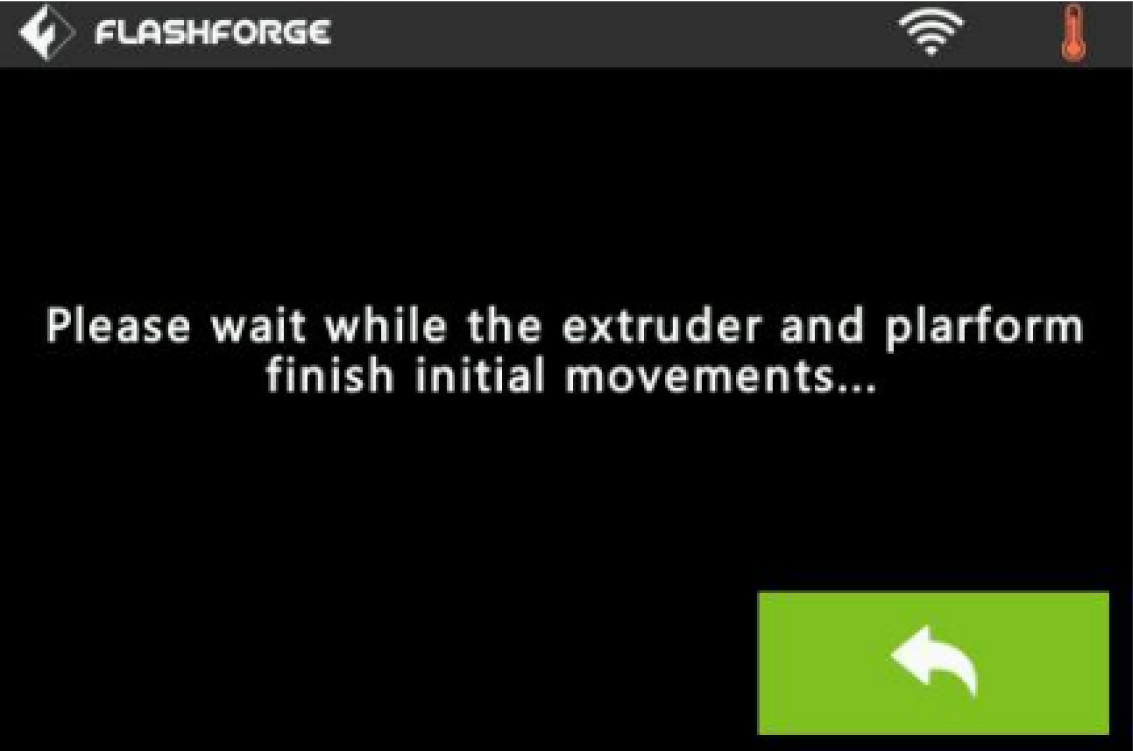 FLASHFORGE
Please wait while the extruder and plarform
finish initial movements...